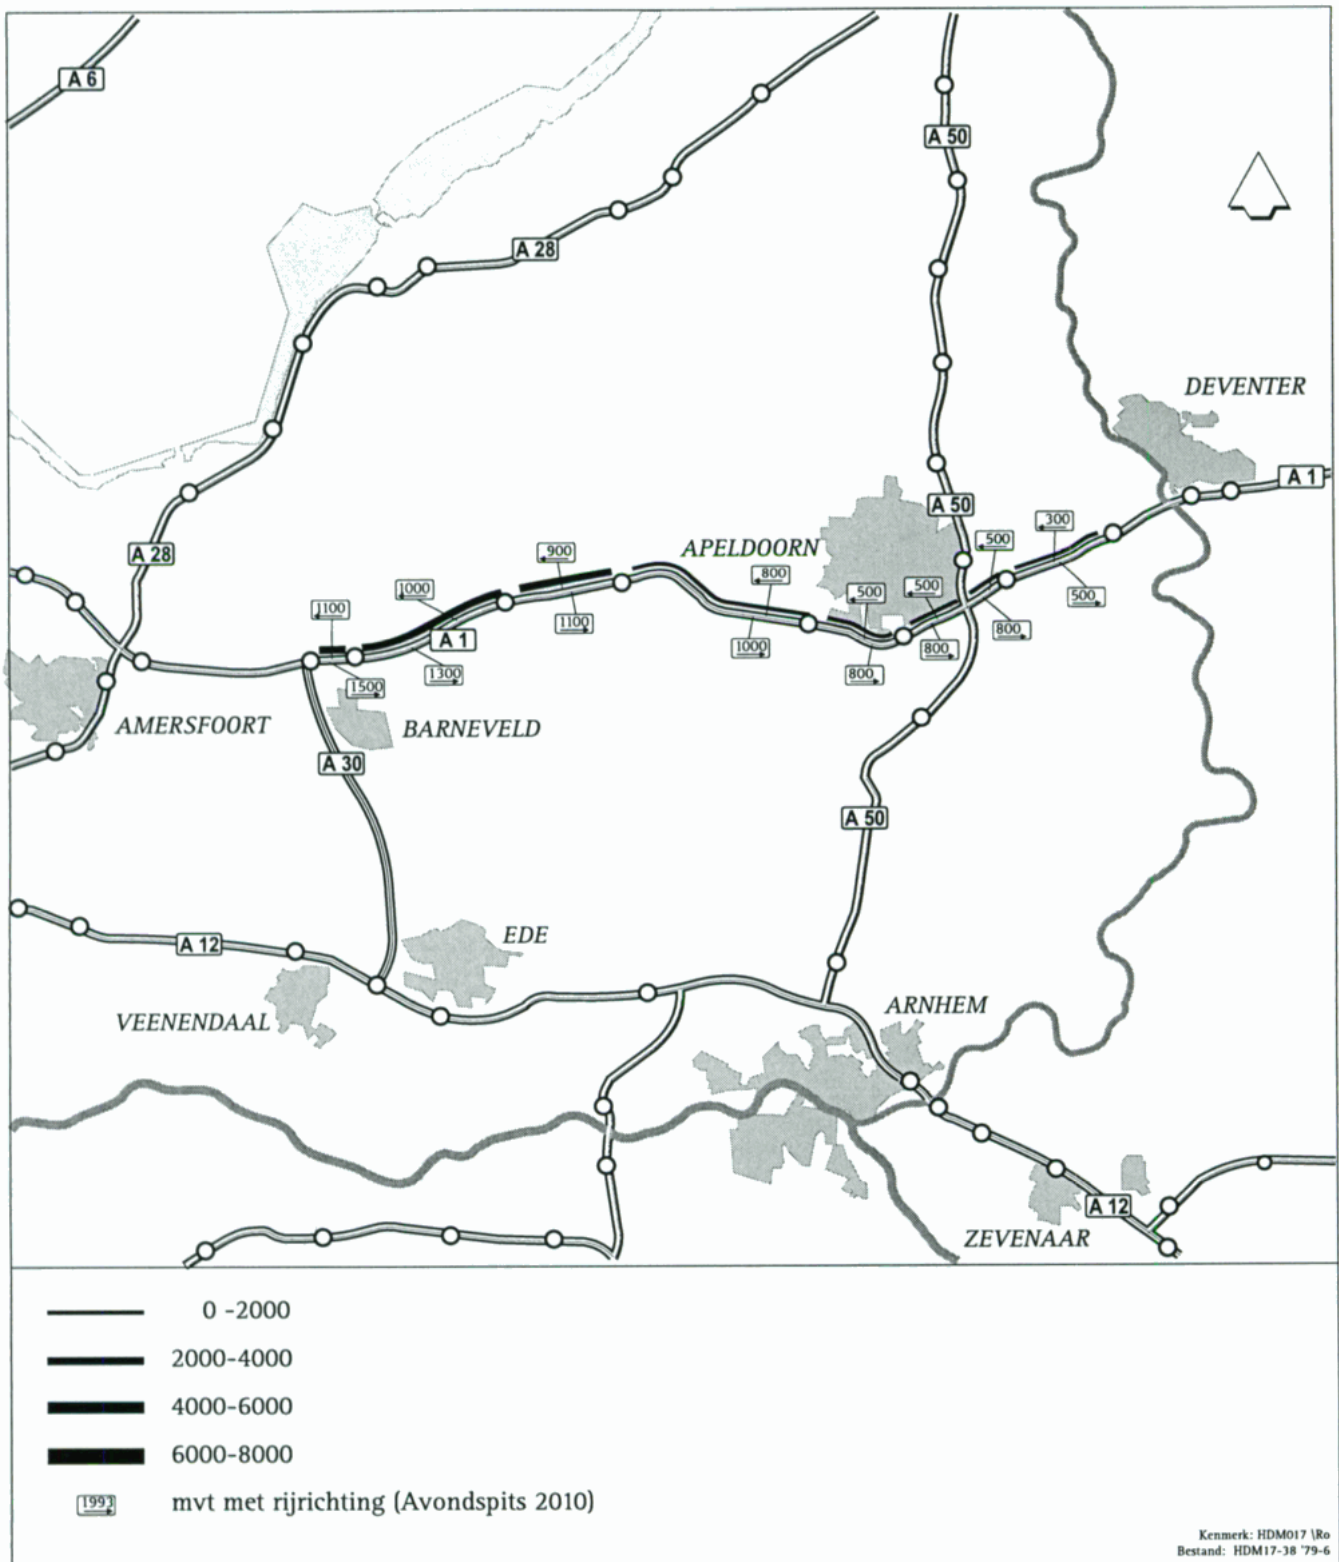 A 6
A 50
A 28
DEVENTER
A 1
A 50
300
500
APELDOORN
A 28
900
800
500
500
500
1000
1100
A 1
1100
1000
800
800
800
1300
1500
AMERSFOORT
BARNEVELD
A 30
A 50
EDE
A 12
ARNHEM
VEENENDAAL
A 12
ZEVENAAR
0 -2000
2000-4000
4000-6000
6000-8000
1993 mvt met rijrichting (Avondspits 2010)
Kenmerk: HDM017 \Ro
Bestand: HDM17-38 '79-6